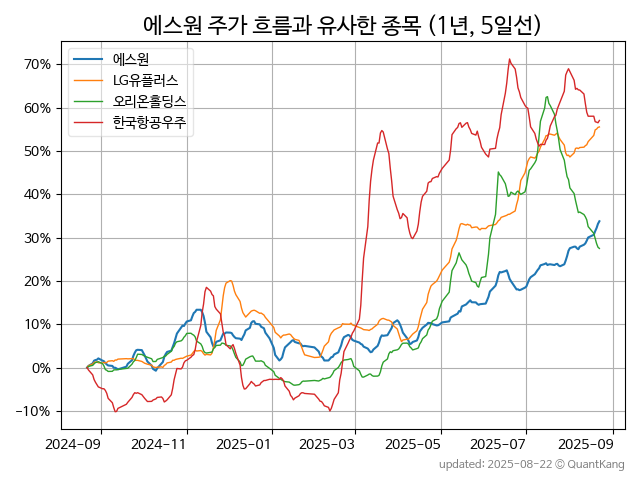 에스원 주가 흐름과 유사한 종목 (1년, 5일선)
에스원
LG유플러스
오리온홀딩스
한국항공우주
70%
60%
50%
40%
30%
20%
10%
0%
−10%
2024-09
2024-11
2025-01
2025-03
2025-05
2025-07
2025-09
updated: 2025-08-22 © QuantKang